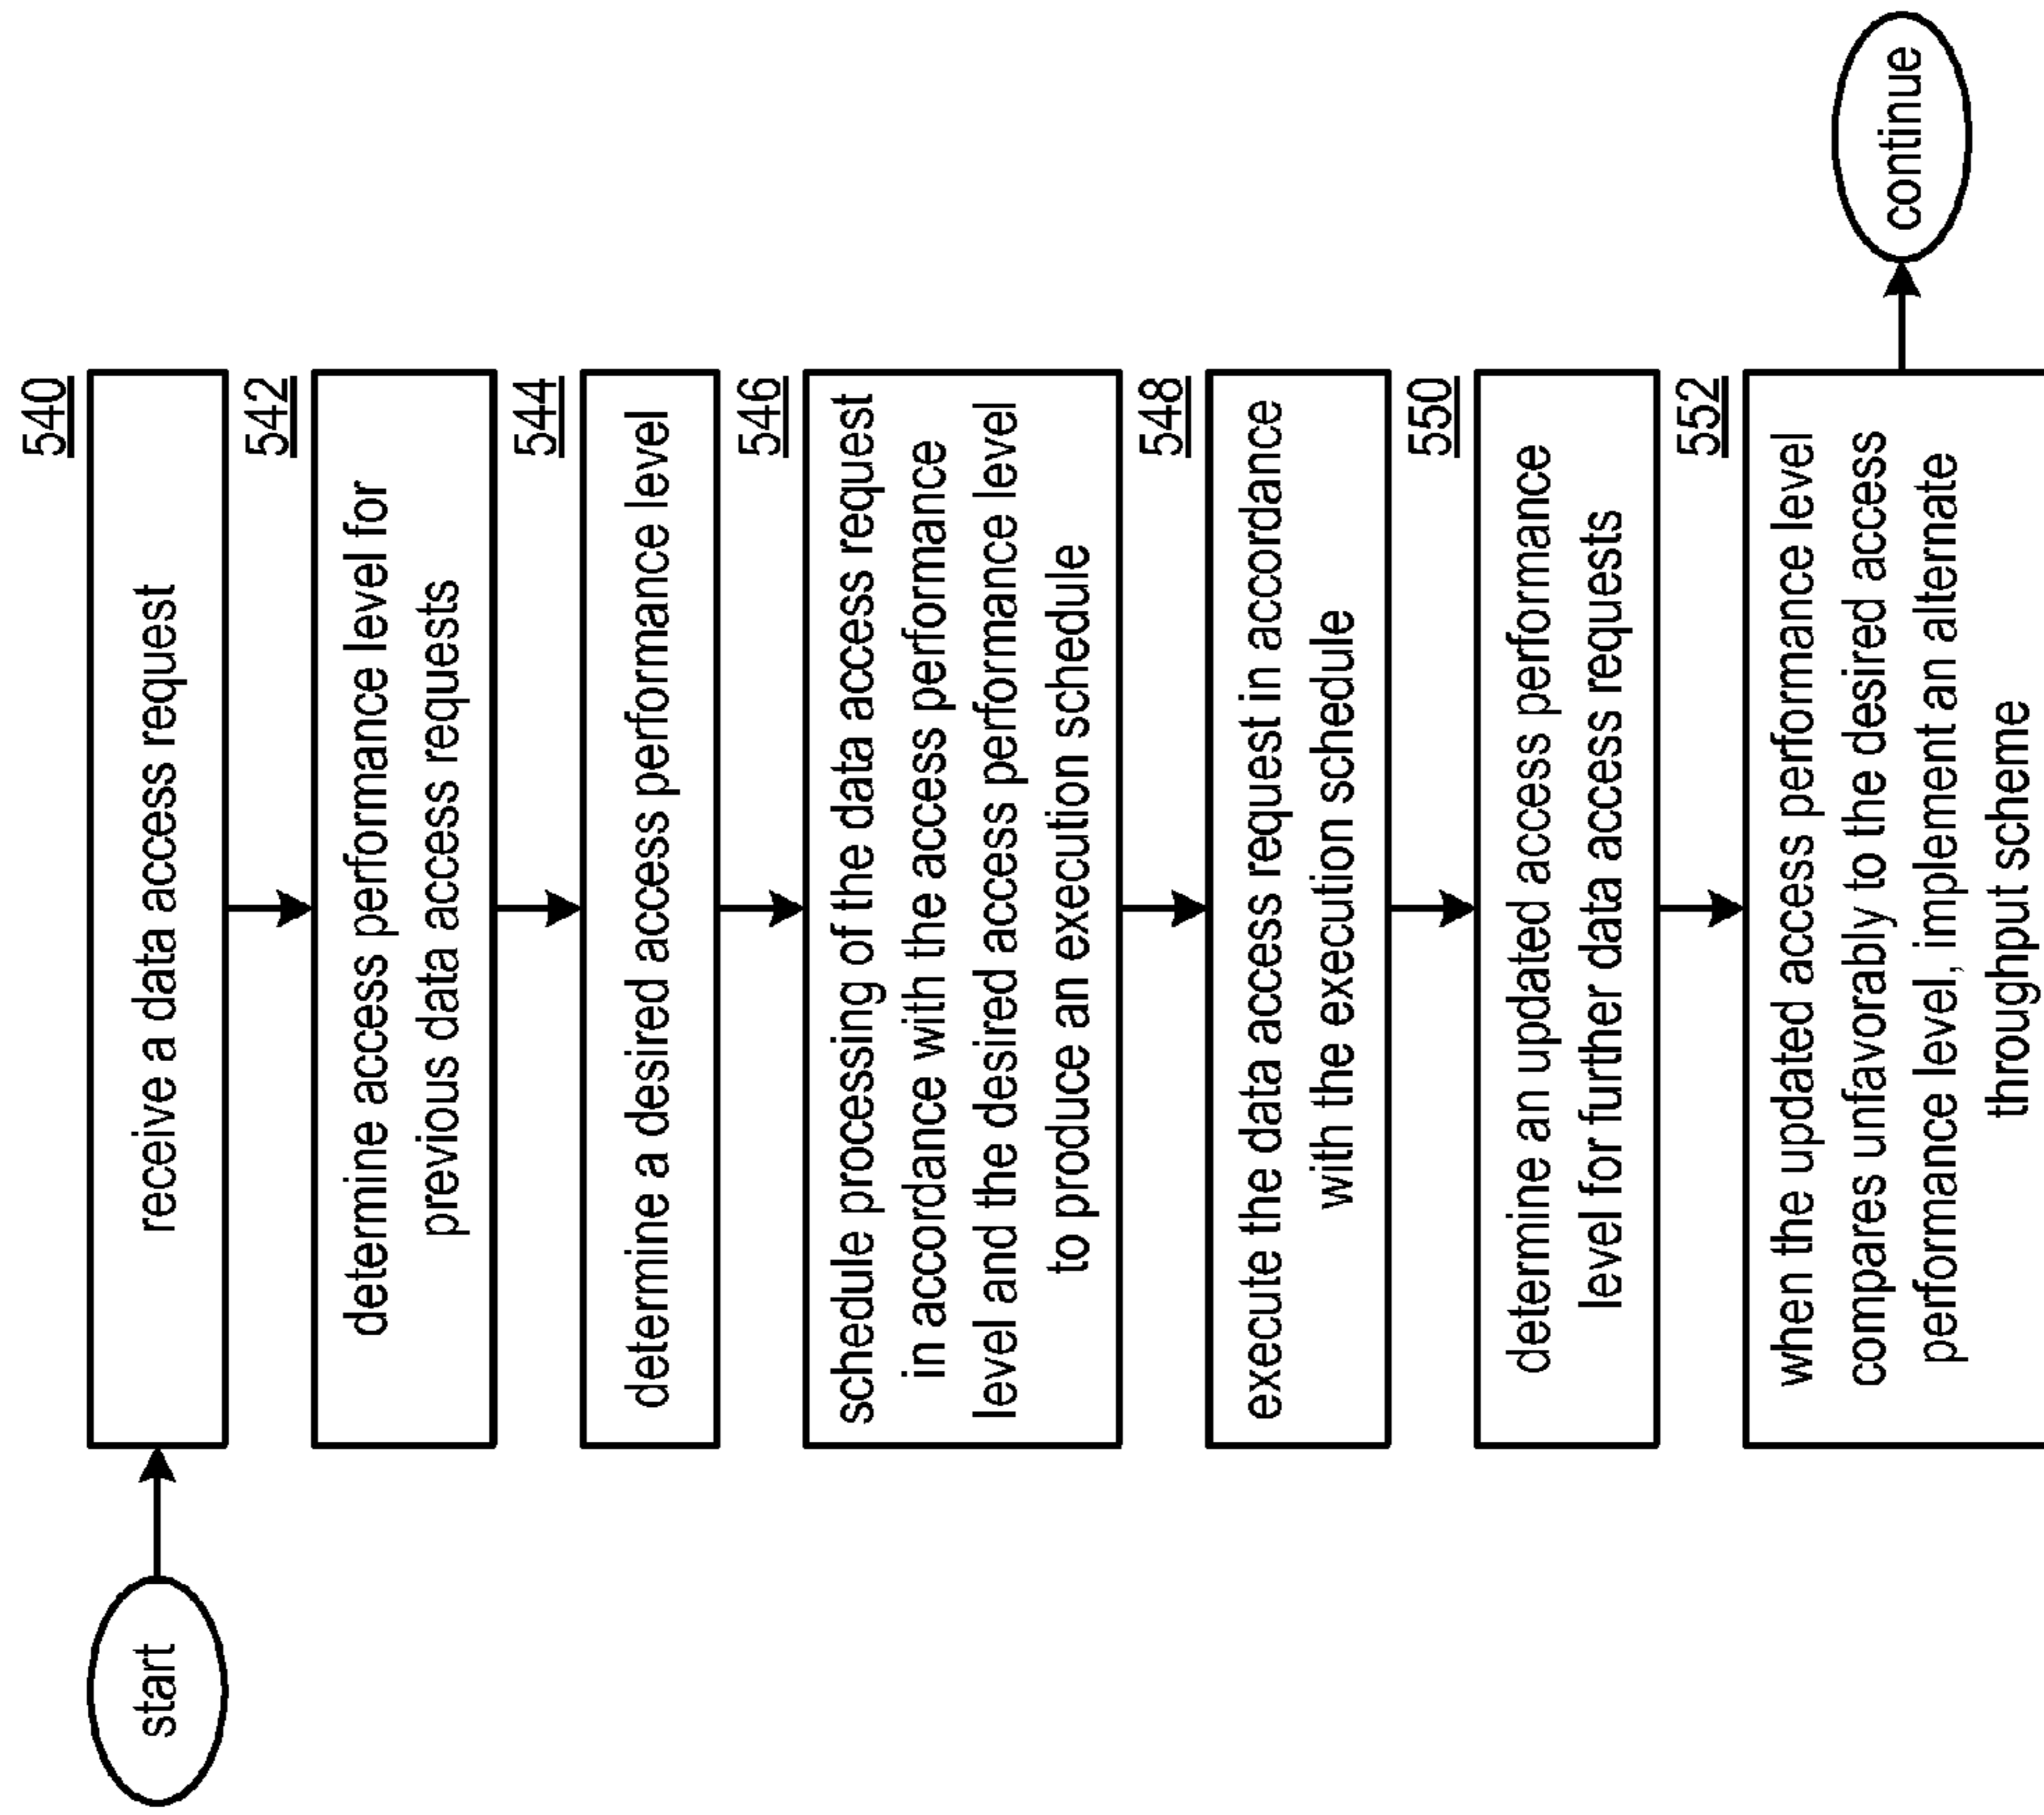 start
540
receive a data access request
542
determine access performance level for
previous data access requests
544
determine a desired access performance level
546
schedule processing of the data access request
in accordance with the access performance
level and the desired access performance level
to produce an execution schedule
548
execute the data access request in accordance
with the execution schedule
550
determine an updated access performance
level for further data access requests
552
when the updated access performance level
compares unfavorably to the desired access
performance level, implement an alternate
throughput scheme
continue